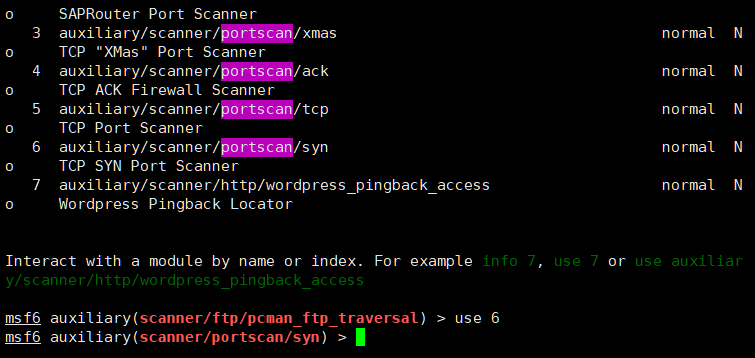 o     SAPRouter Port Scanner
   3  auxiliary/scanner/portscan/xmas                                    normal  N
o     TCP "XMas" Port Scanner
   4  auxiliary/scanner/portscan/ack                                     normal  N
o     TCP ACK Firewall Scanner
   5  auxiliary/scanner/portscan/tcp                                     normal  N
o     TCP Port Scanner
   6  auxiliary/scanner/portscan/syn                                     normal  N
o     TCP SYN Port Scanner
   7  auxiliary/scanner/http/wordpress_pingback_access                   normal  N
o     Wordpress Pingback Locator
Interact with a module by name or index. For example info 7, use 7 or use auxiliar
y/scanner/http/wordpress_pingback_access
msf6 auxiliary(scanner/ftp/pcman_ftp_traversal) > use 6
msf6 auxiliary(scanner/portscan/syn) >